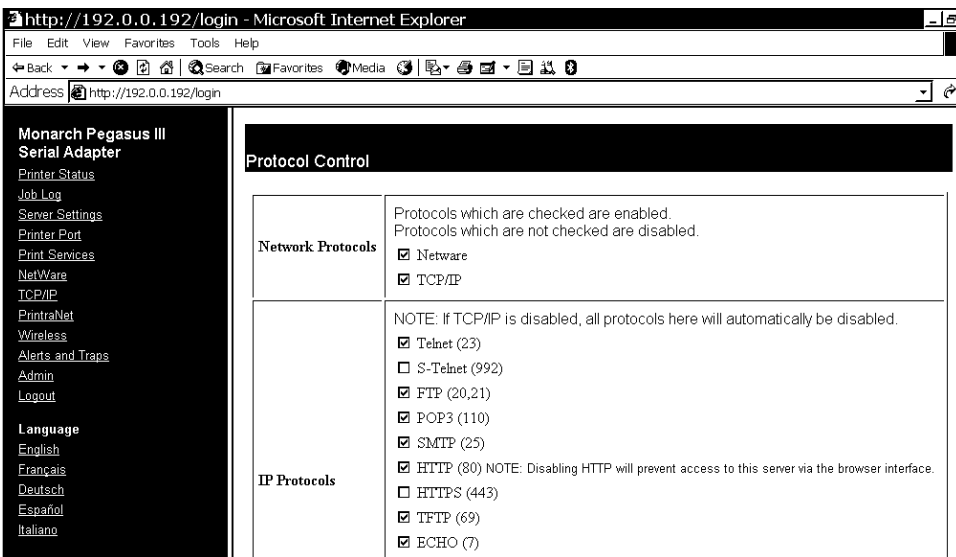 http://192.0.0.192/login - Microsoft Internet Explorer
File Edit View Favorites Tools Help
Back Search Favorites Media
Address http://192.0.0.192/login
Monarch Pegasus III
Serial Adapter
Printer Status
Job Log
Server Settings
Printer Port
Print Services
NetWare
TCP/IP
PrintraNet
Wireless
Alerts and Traps
Admin
Logout
Language
English
Français
Deutsch
Español
Italiano
Protocol Control
Network Protocols
Protocols which are checked are enabled.
Protocols which are not checked are disabled.
Netware
TCP/IP
IP Protocols
NOTE: If TCP/IP is disabled, all protocols here will automatically be disabled.
Telnet (23)
S-Telnet (992)
FTP (20,21)
POP3 (110)
SMTP (25)
HTTP (80) NOTE: Disabling HTTP will prevent access to this server via the browser interface.
HTTPS (443)
TFTP (69)
ECHO (7)